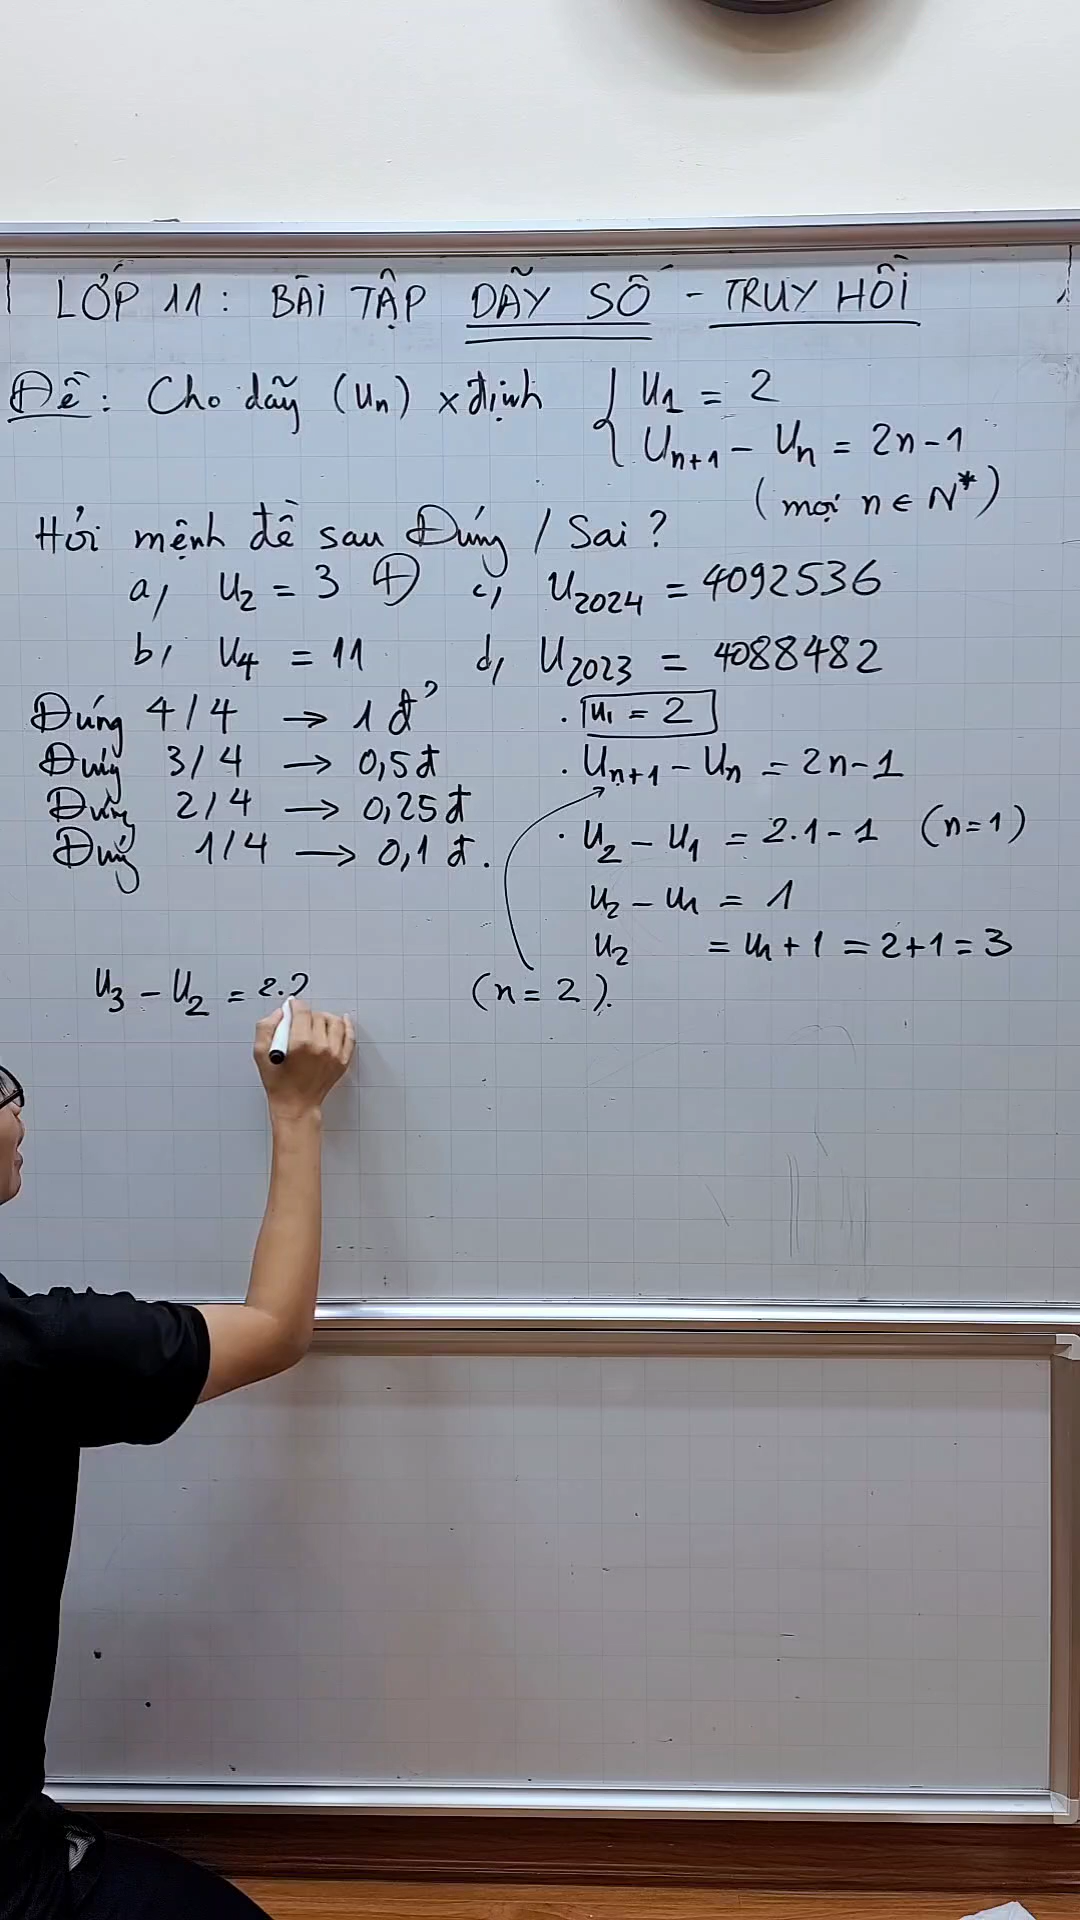 LỚP 11: BÀI TẬP DÃY SỐ - TRUY HỒI
Đề: Cho dãy (Un) x định { U1 = 2
Un+1 - Un = 2n-1
(mọi n ∈ N*)
Hỏi mệnh đề sau Đúng / Sai ?
a, U2 = 3 Đ c, U2024 = 4092536
b, U4 = 11 d, U2023 = 4088482
Đúng 4/4 → 1 đ
Đúng 3/4 → 0,5đ
Đúng 2/4 → 0,25đ
Đúng 1/4 → 0,1 đ.
. U1 = 2
. Un+1 - Un = 2n-1
. U2 - U1 = 2.1-1 (n=1)
U2 - U1 = 1
U2 = U1 + 1 = 2+1 = 3
U3 - U2 = 2.2 (n = 2).